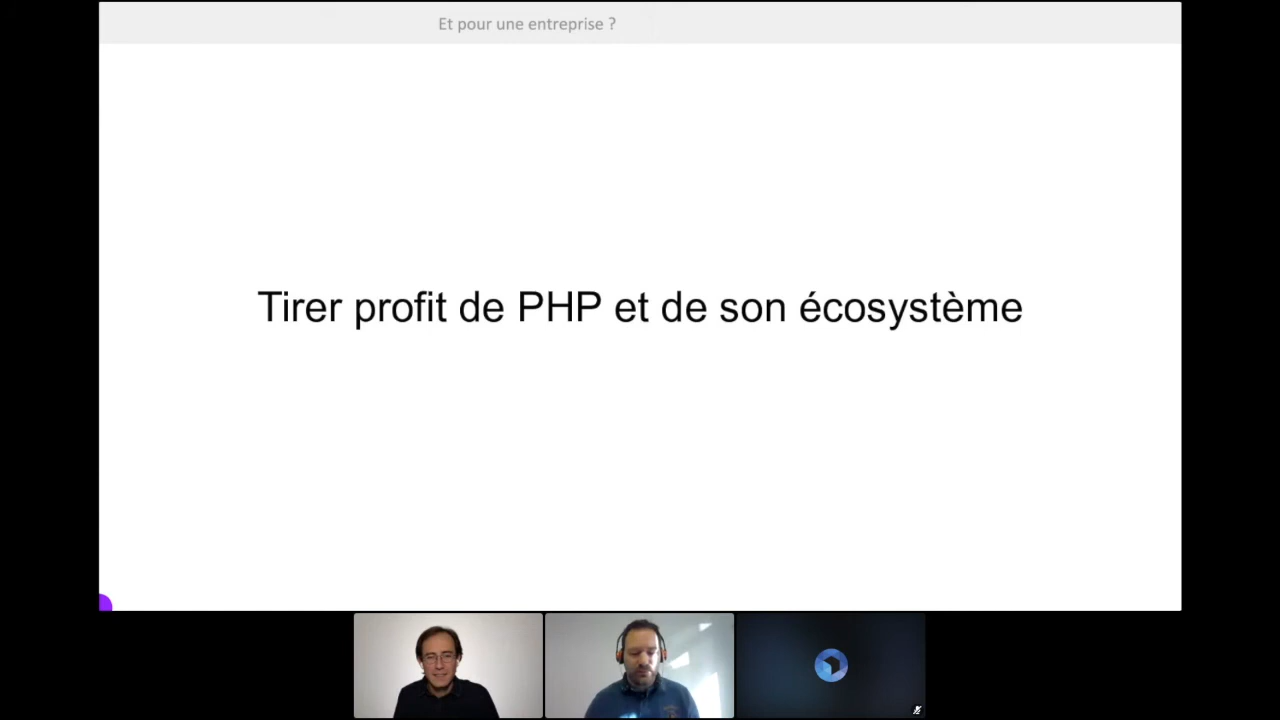 Et pour une entreprise ?
Tirer profit de PHP et de son écosystème